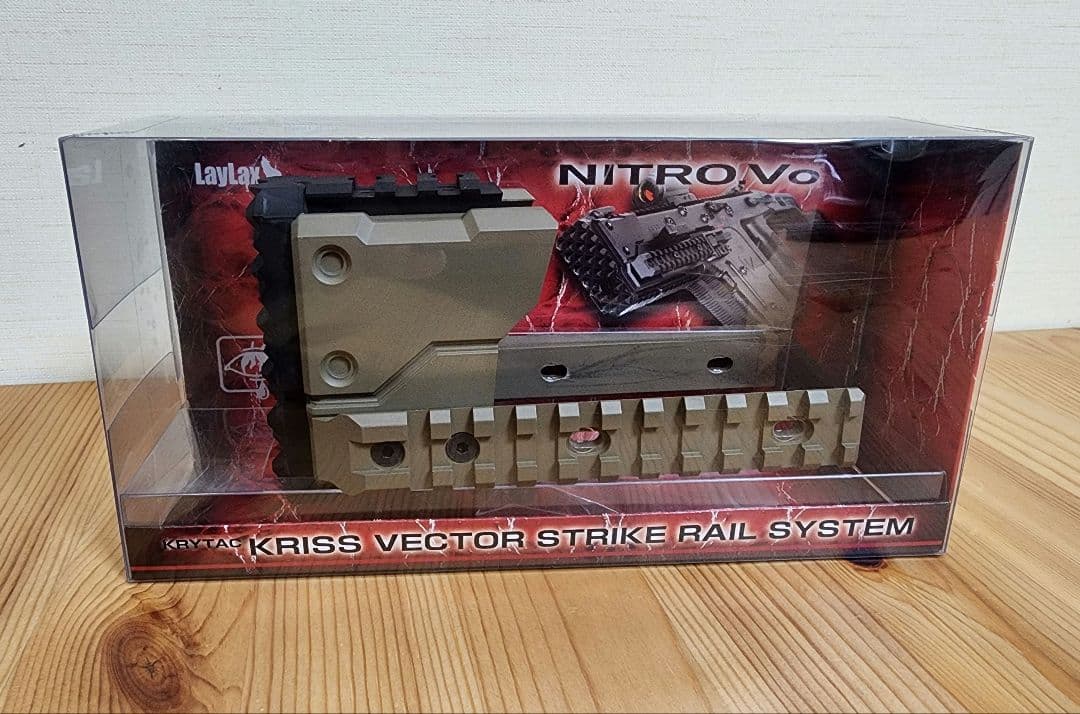 LayLax
NITRO.Vo
KRYTAC KRISS VECTOR STRIKE RAIL SYSTEM